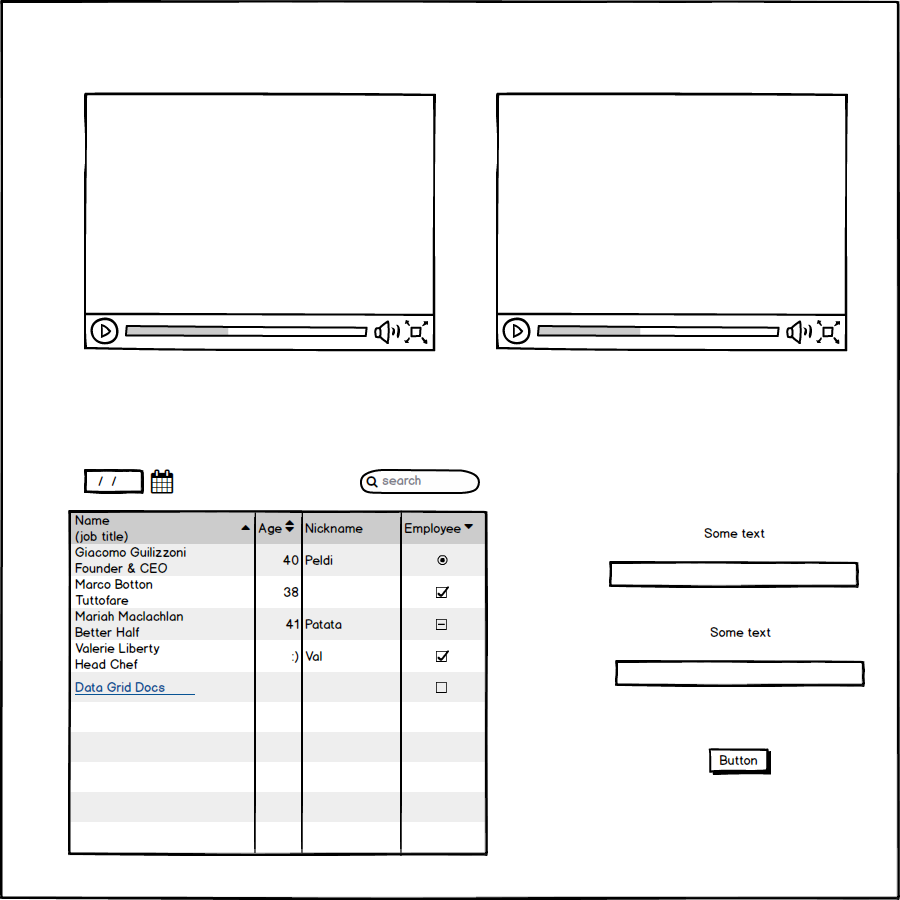 / /
search
Name
(job title)
Age
Nickname
Employee
Giacomo Guilizzoni
Founder & CEO
40
Peldi
Marco Botton
Tuttofare
38
Mariah Maclachlan
Better Half
41
Patata
Valerie Liberty
Head Chef
:)
Val
Data Grid Docs
Some text
Some text
Button